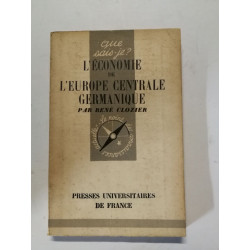 que
sais-je?
L'ÉCONOMIE
DE
L'EUROPE CENTRALE
GERMANIQUE
PAR RENÉ CLOZIER
PRESSES UNIVERSITAIRES
DE FRANCE